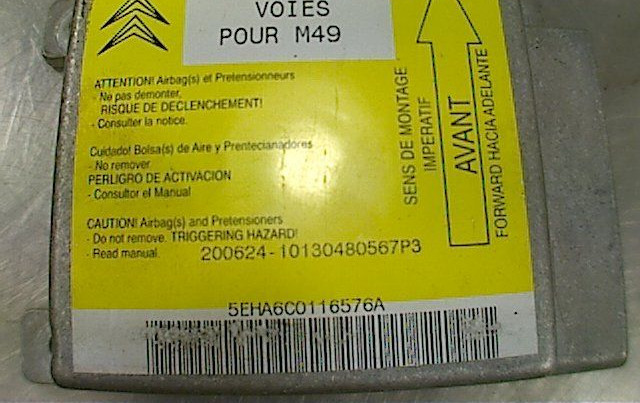 VOIES
POUR M49
ATTENTION! Airbag(s) et Pretensionneurs
- Ne pas demonter.
RISQUE DE DECLENCHEMENT!
- Consulter la notice.
Cuidado! Bolsa(s) de Aire y Prentecianadores
- No remover.
PERLIGRO DE ACTIVACION
- Consultor el Manual
CAUTION! Airbag(s) and Pretensioners
- Do not remove. TRIGGERING HAZARD!
- Read manual.
200624-10130480567P3
SENS DE MONTAGE
IMPERATIF
AVANT
FORWARD HACIA ADELANTE
5EHA6C0116576A